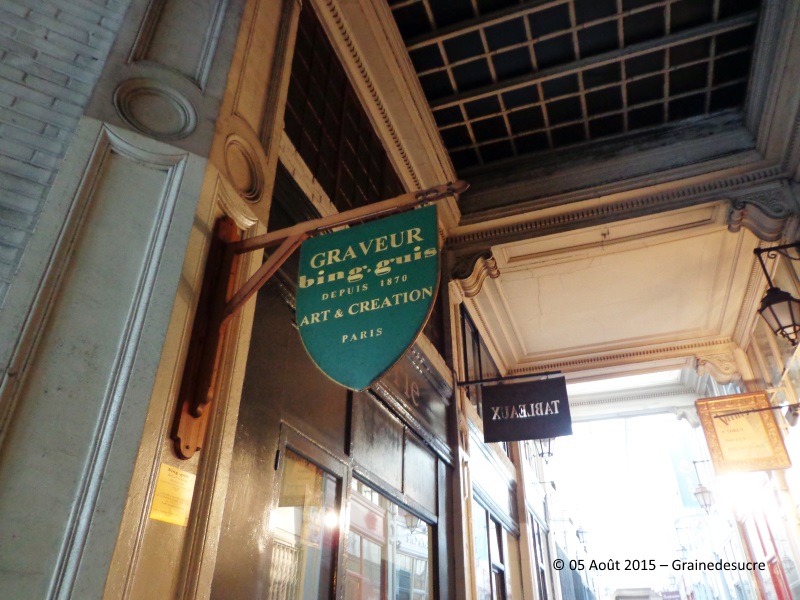 GRAVEUR
bing·guis
DEPUIS 1870
ART & CREATION
PARIS
TABLEAUX
© 05 Août 2015 – Grainedesucre